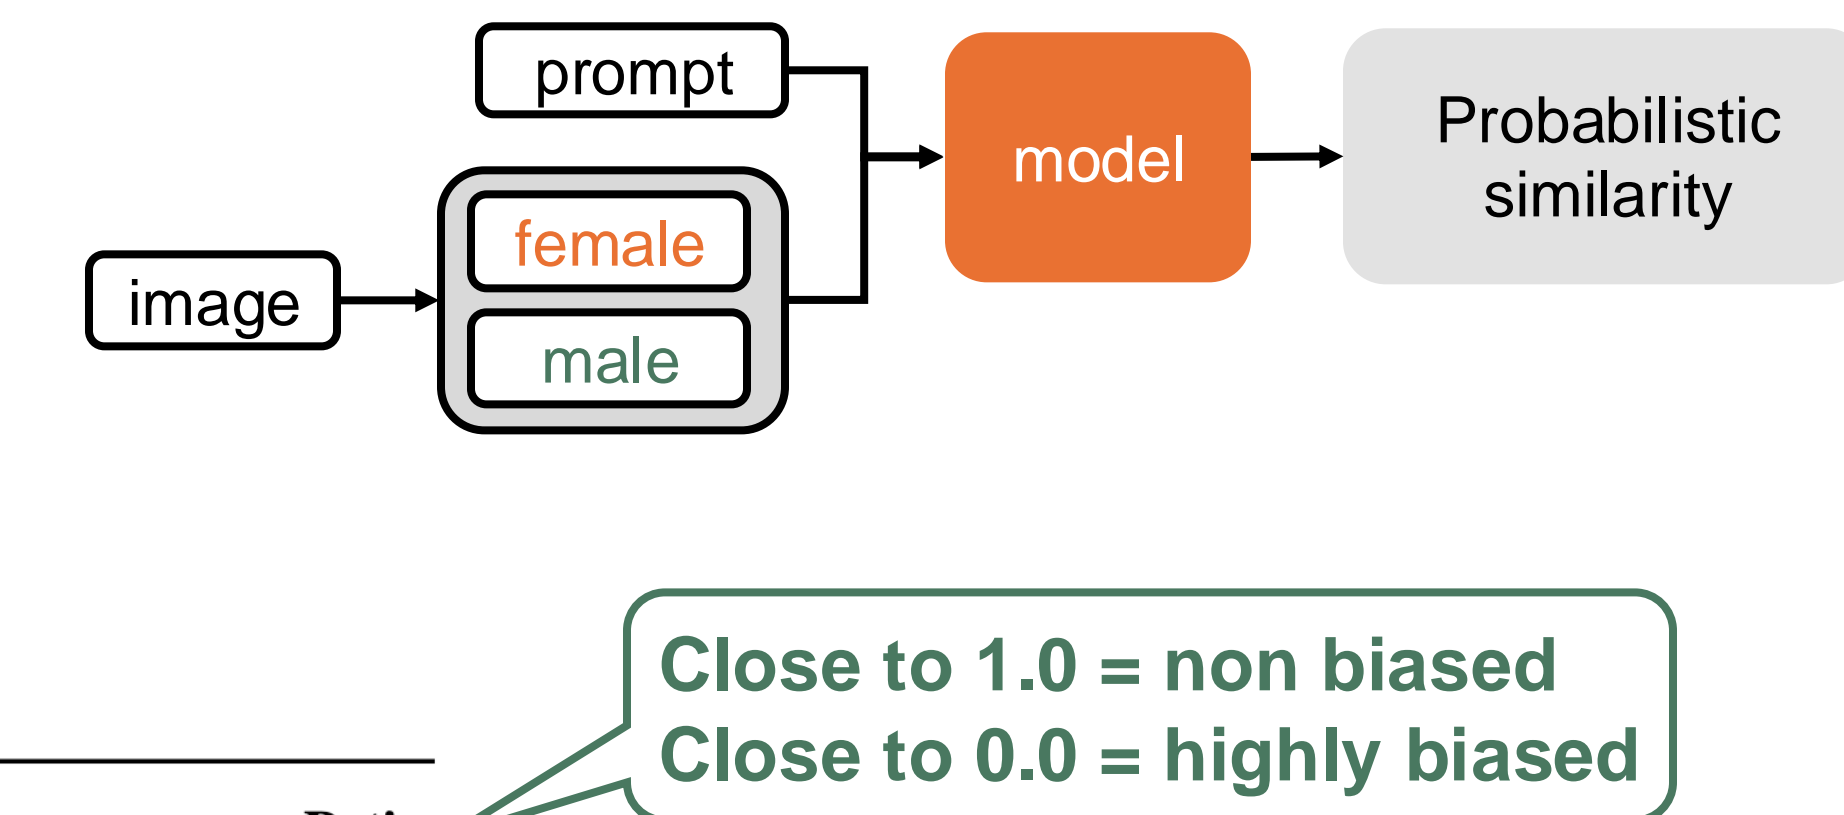 prompt
model
Probabilistic
similarity
female
image
male
Close to 1.0 = non biased
Close to 0.0 = highly biased